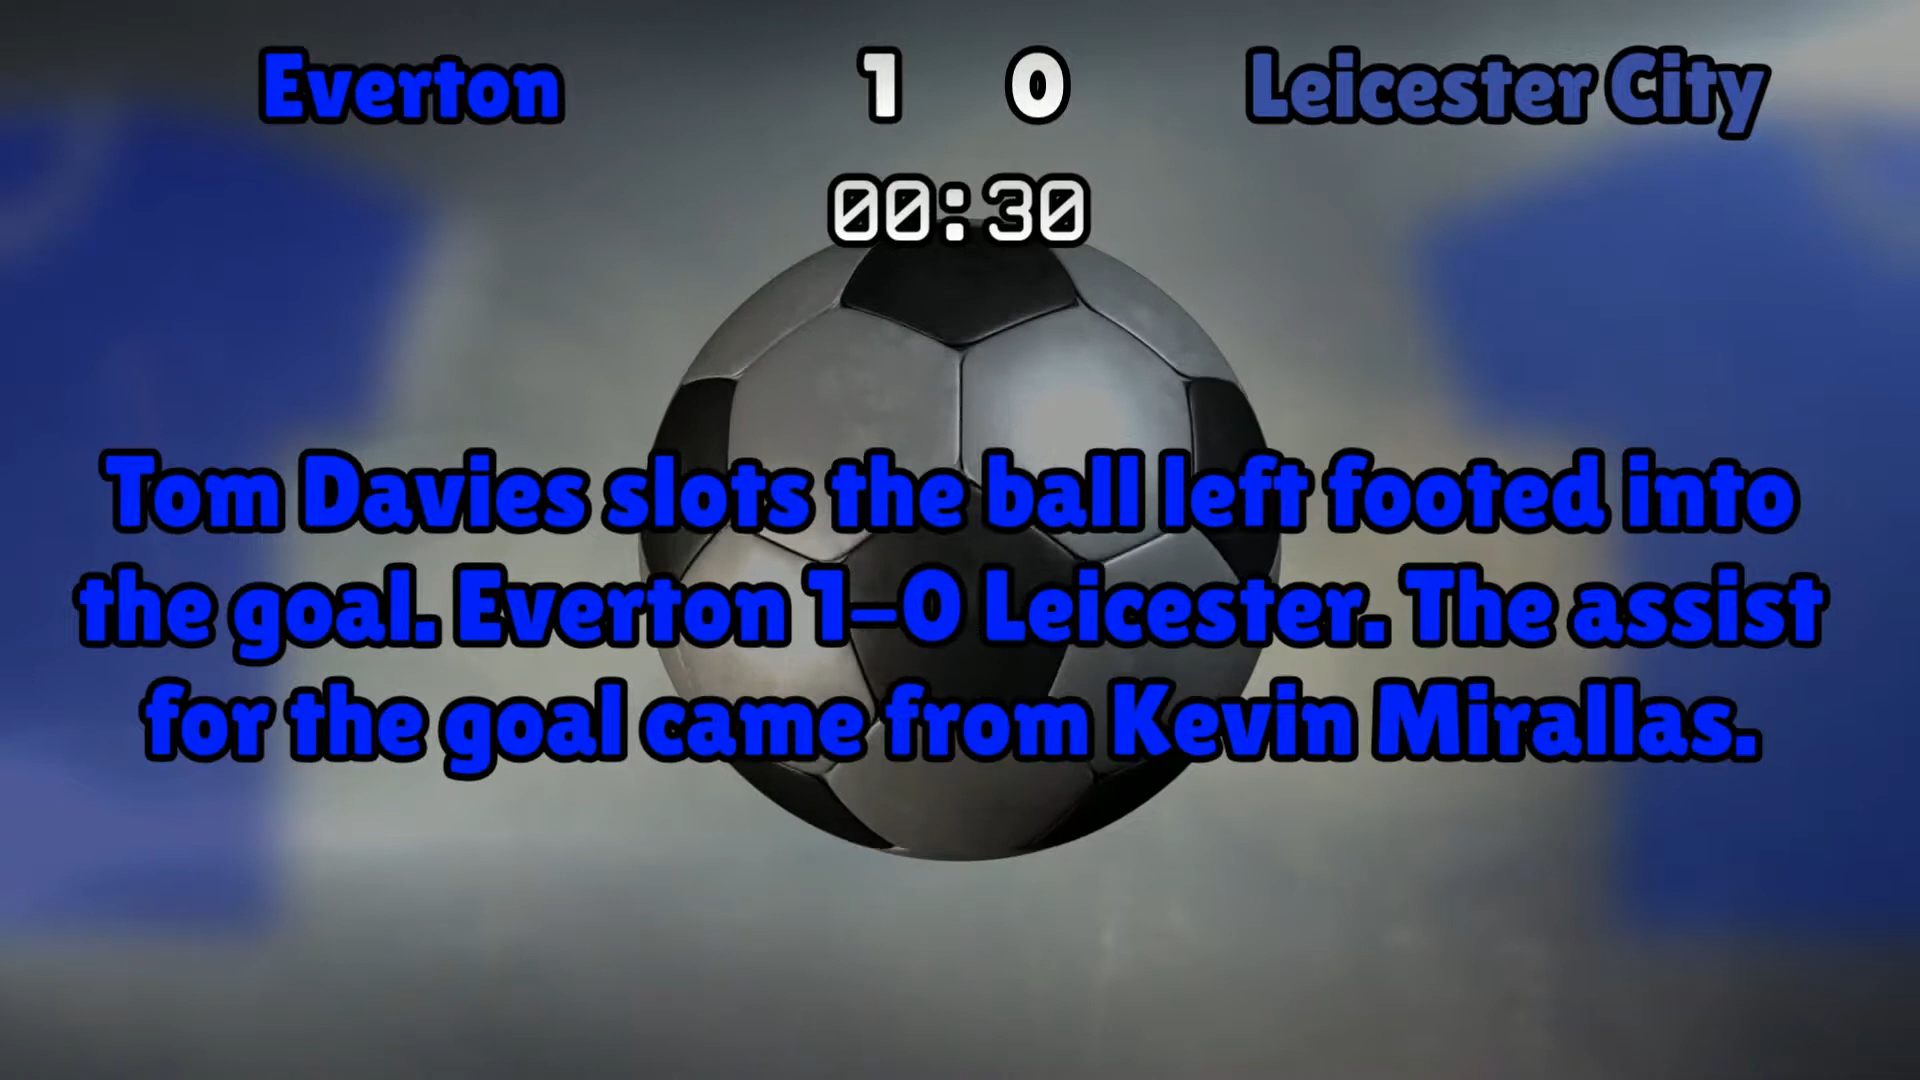 Everton 1 0 Leicester City
00:30
Tom Davies slots the ball left footed into
the goal. Everton 1–0 Leicester. The assist
for the goal came from Kevin Mirallas.